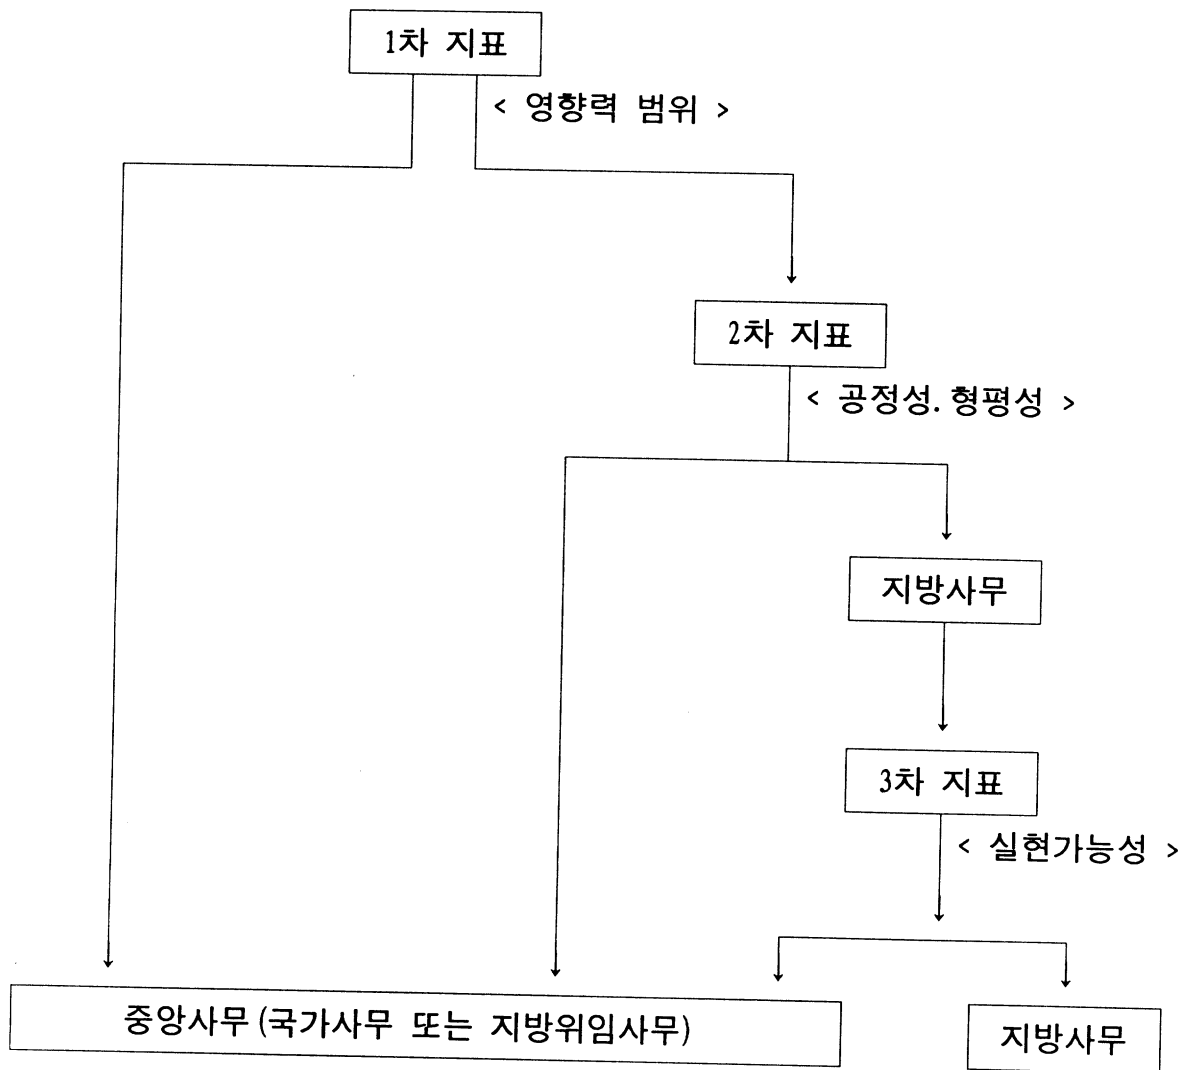 1차 지표
< 영향력 범위 >
2차 지표
< 공정성. 형평성 >
지방사무
3차 지표
< 실현가능성 >
중앙사무 (국가사무 또는 지방위임사무)
지방사무